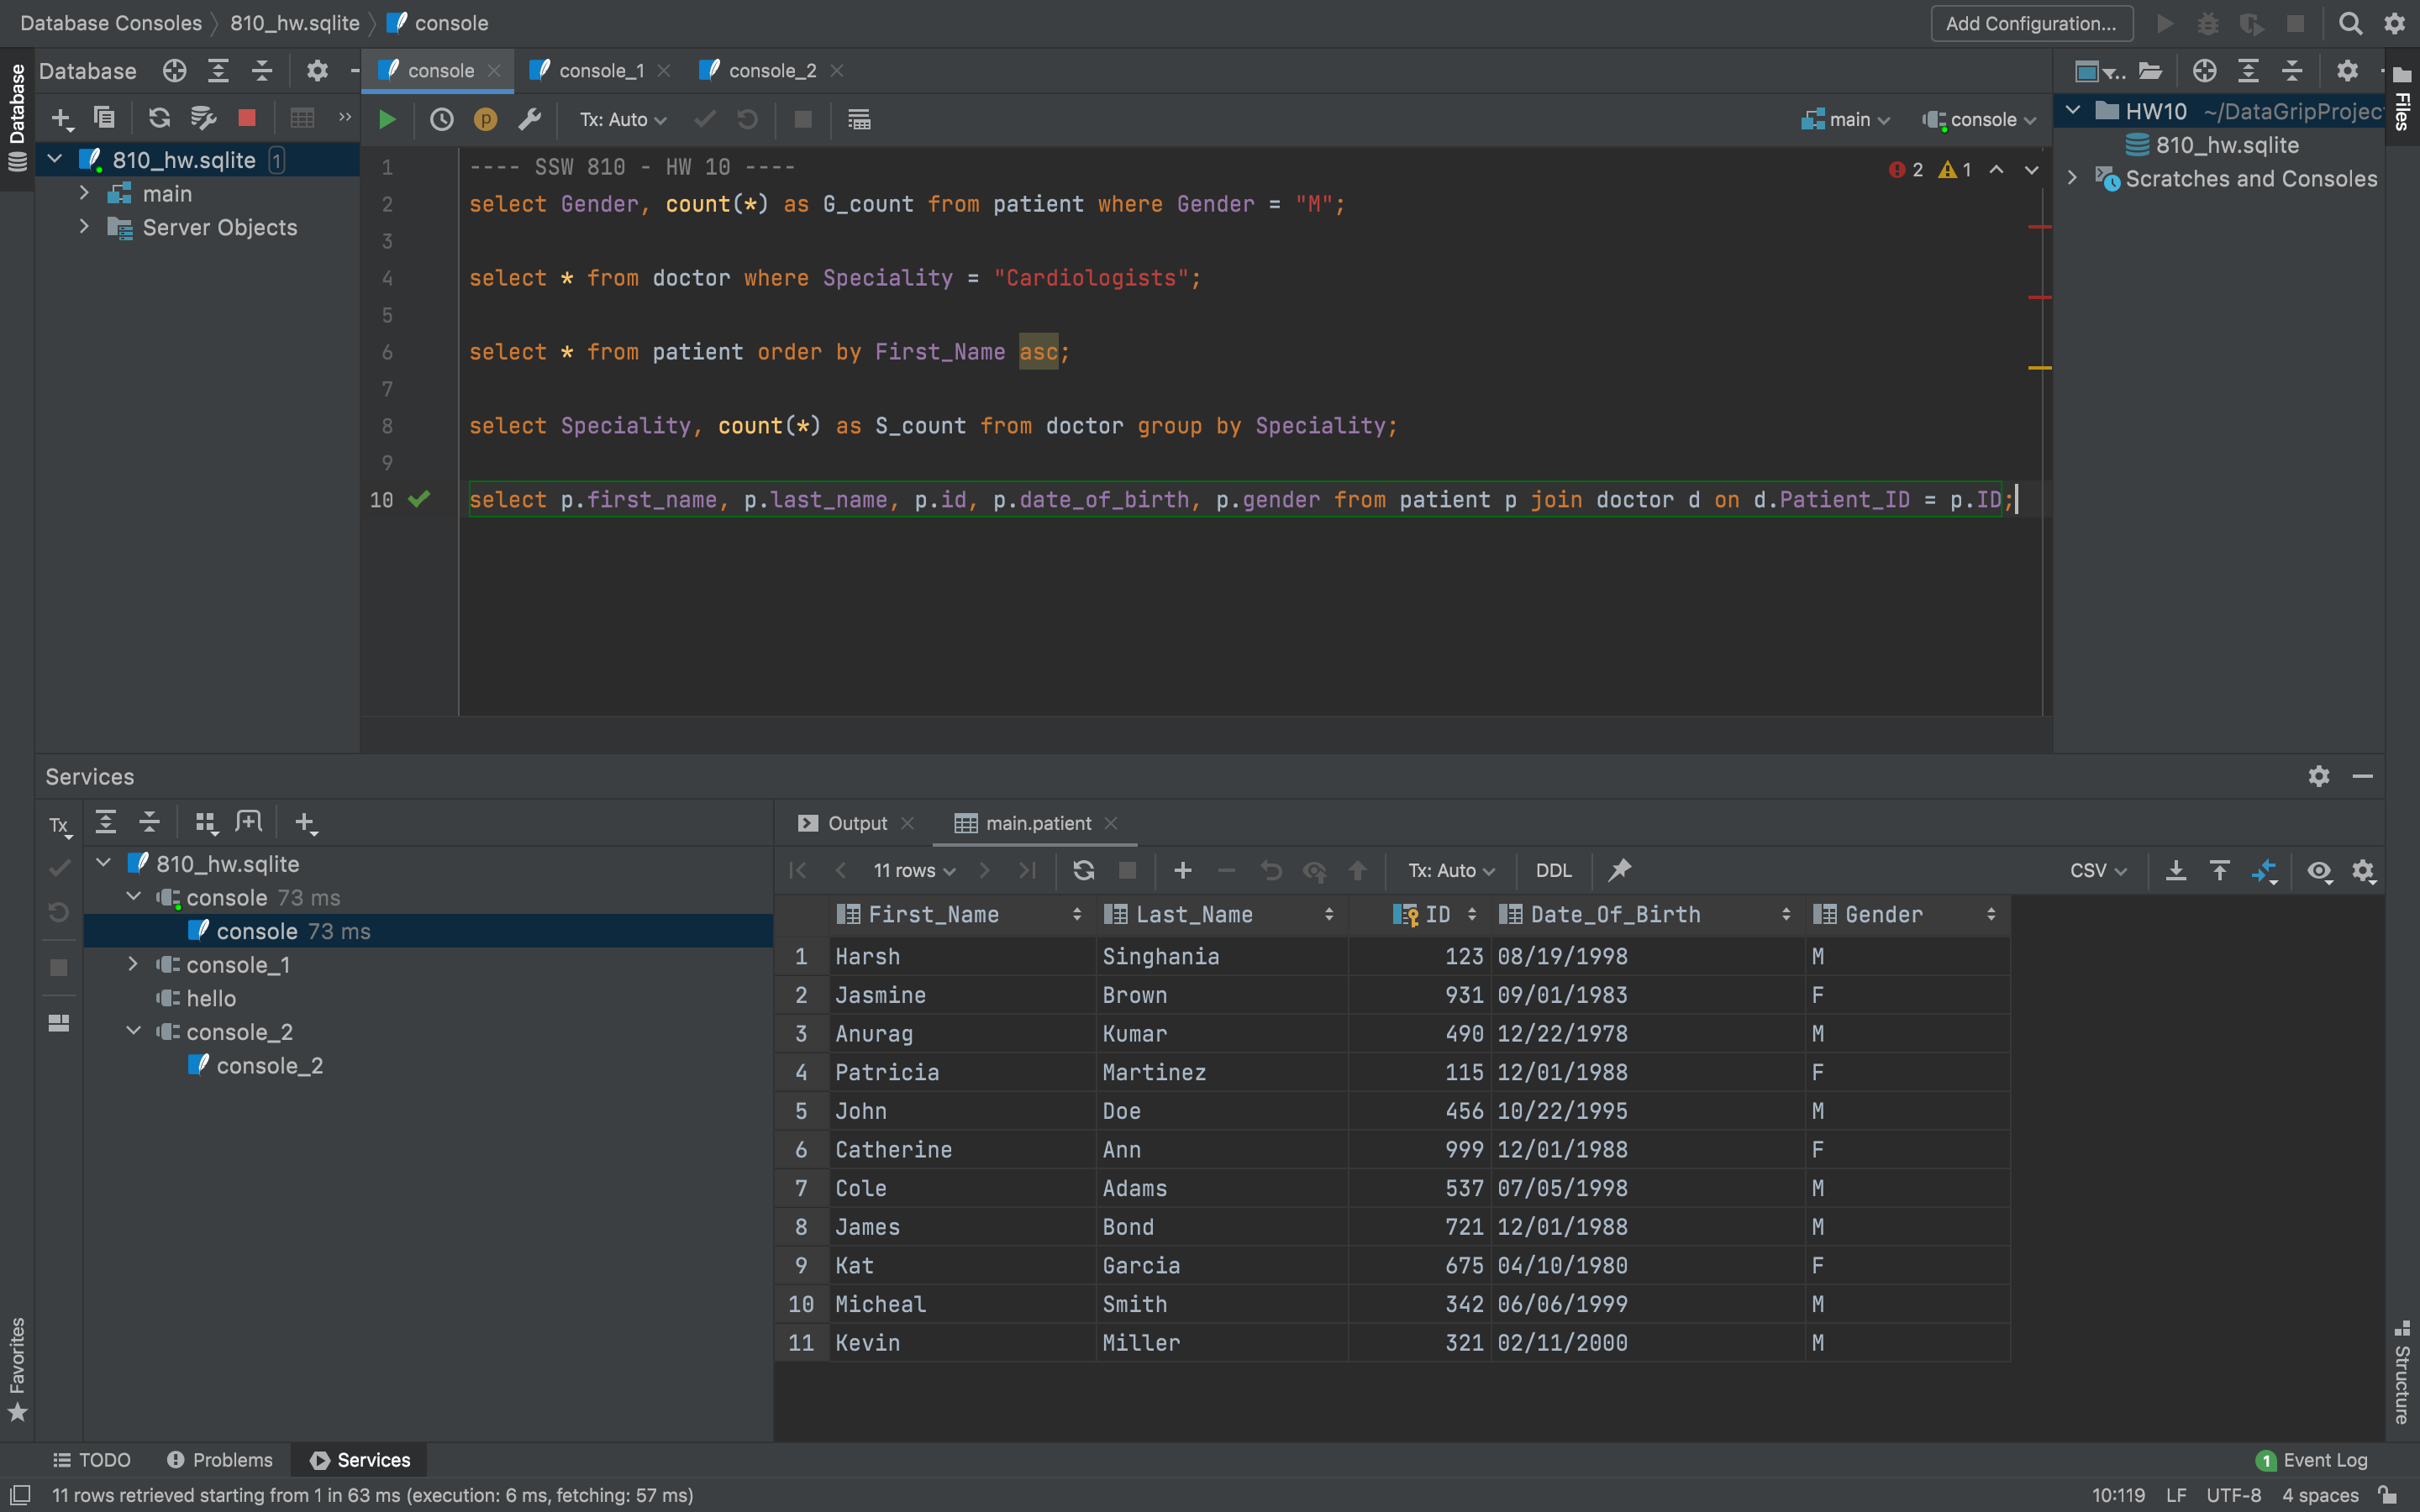 Database Consoles 810_hw.sqlite console
Add Configuration...
Database
Database
console console_1 console_2
Tx: Auto
main console
810_hw.sqlite 1
main
Server Objects
1 ---- SSW 810 - HW 10 ----
2 select Gender, count(*) as G_count from patient where Gender = "M";
3
4 select * from doctor where Speciality = "Cardiologists";
5
6 select * from patient order by First_Name asc;
7
8 select Speciality, count(*) as S_count from doctor group by Speciality;
9
10 select p.first_name, p.last_name, p.id, p.date_of_birth, p.gender from patient p join doctor d on d.Patient_ID = p.ID;
2 1
HW10 ~/DataGripProjec
810_hw.sqlite
Scratches and Consoles
Files
Services
Tx
810_hw.sqlite
console 73 ms
console 73 ms
console_1
hello
console_2
console_2
Output main.patient
11 rows Tx: Auto DDL CSV
First_Name Last_Name ID Date_Of_Birth Gender
1 Harsh Singhania 123 08/19/1998 M
2 Jasmine Brown 931 09/01/1983 F
3 Anurag Kumar 490 12/22/1978 M
4 Patricia Martinez 115 12/01/1988 F
5 John Doe 456 10/22/1995 M
6 Catherine Ann 999 12/01/1988 F
7 Cole Adams 537 07/05/1998 M
8 James Bond 721 12/01/1988 M
9 Kat Garcia 675 04/10/1980 F
10 Micheal Smith 342 06/06/1999 M
11 Kevin Miller 321 02/11/2000 M
Favorites
Structure
TODO Problems Services
1 Event Log
11 rows retrieved starting from 1 in 63 ms (execution: 6 ms, fetching: 57 ms)
10:119 LF UTF-8 4 spaces